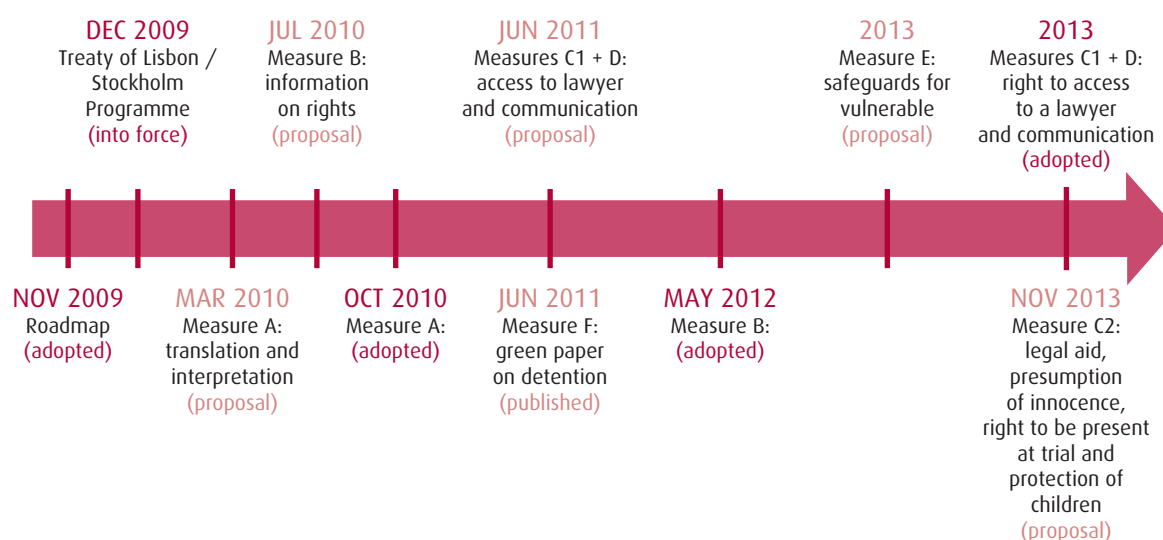 DEC 2009
Treaty of Lisbon /
Stockholm
Programme
(into force)
JUL 2010
Measure B:
information
on rights
(proposal)
JUN 2011
Measures C1 + D:
access to lawyer
and communication
(proposal)
2013
Measure E:
safeguards for
vulnerable
(proposal)
2013
Measures C1 + D:
right to access
to a lawyer
and communication
(adopted)
NOV 2009
Roadmap
(adopted)
MAR 2010
Measure A:
translation and
interpretation
(proposal)
OCT 2010
Measure A:
(adopted)
JUN 2011
Measure F:
green paper
on detention
(published)
MAY 2012
Measure B:
(adopted)
NOV 2013
Measure C2:
legal aid,
presumption
of innocence,
right to be present
at trial and
protection of
children
(proposal)